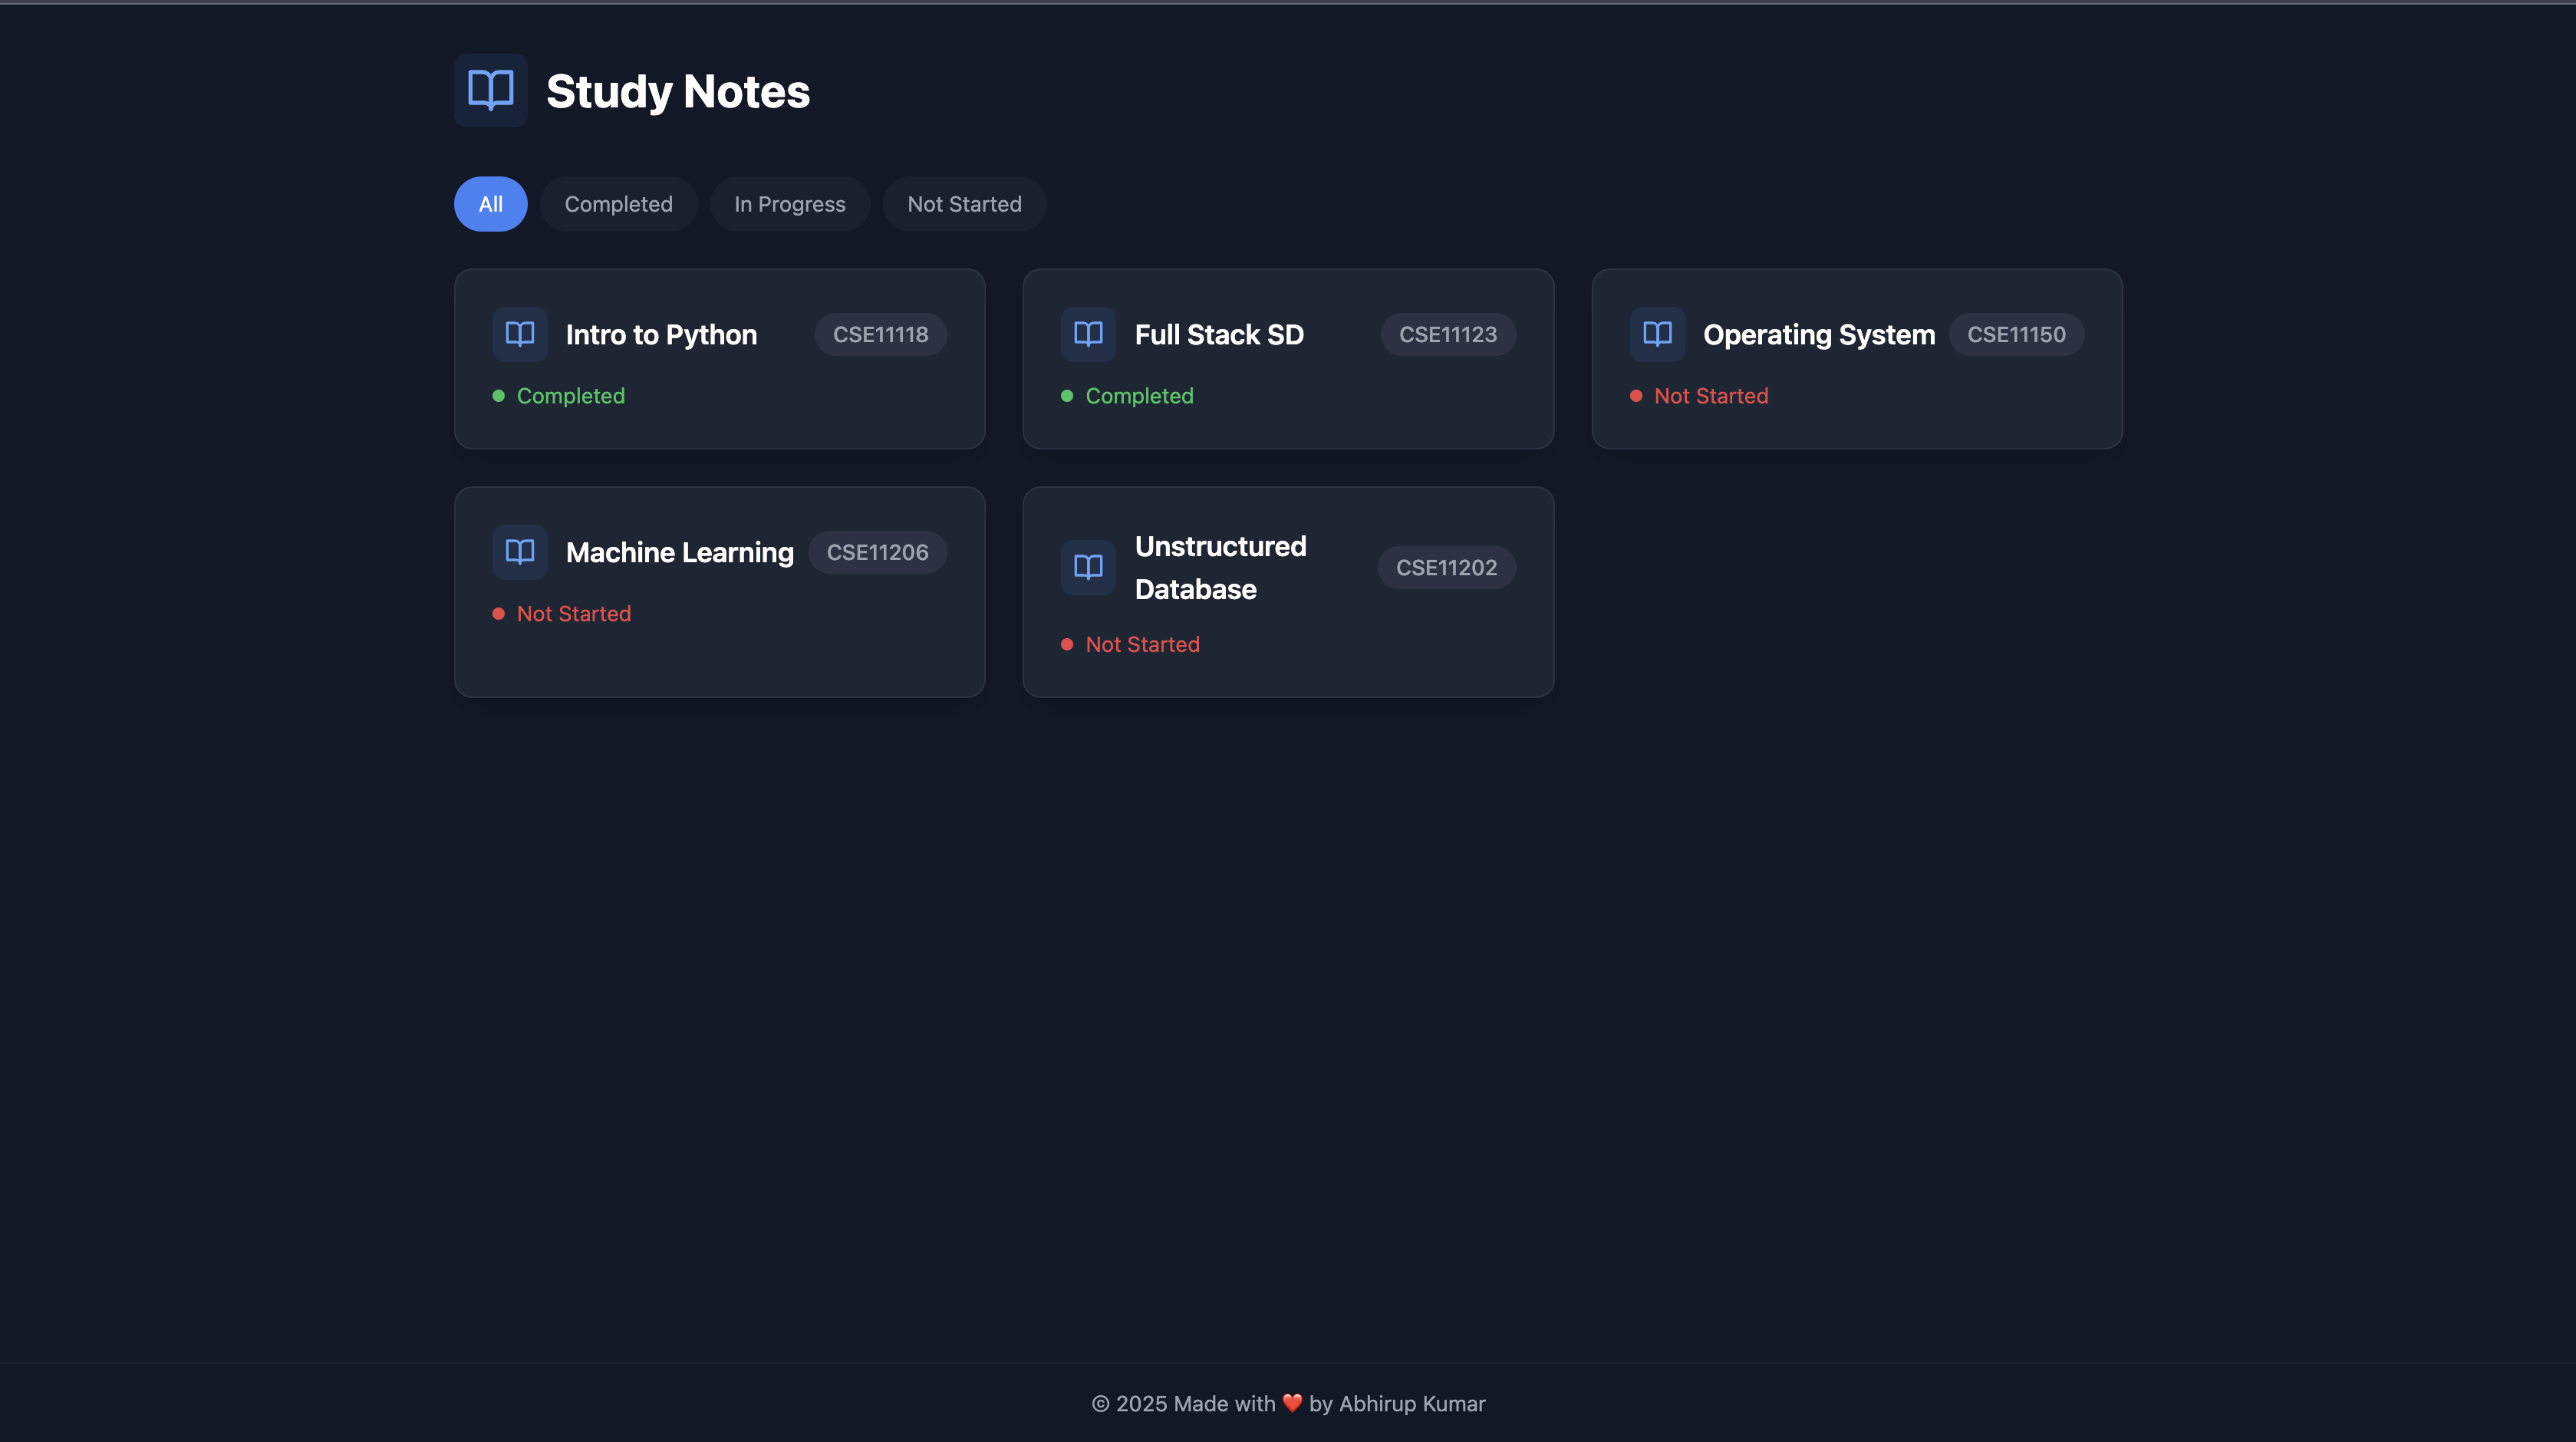 Study Notes
All
Completed
In Progress
Not Started
Intro to Python
CSE11118
Completed
Full Stack SD
CSE11123
Completed
Operating System
CSE11150
Not Started
Machine Learning
CSE11206
Not Started
Unstructured
Database
CSE11202
Not Started
© 2025 Made with ❤️ by Abhirup Kumar